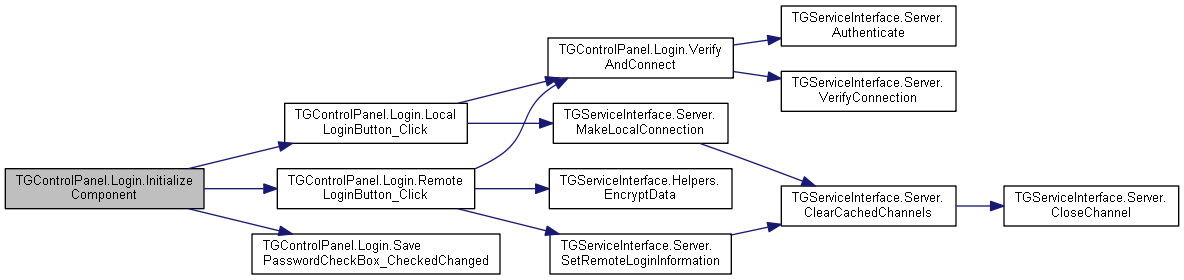 TGControlPanel.Login.Initialize
Component
TGControlPanel.Login.Local
LoginButton_Click
TGControlPanel.Login.Remote
LoginButton_Click
TGControlPanel.Login.Save
PasswordCheckBox_CheckedChanged
TGControlPanel.Login.Verify
AndConnect
TGServiceInterface.Server.
MakeLocalConnection
TGServiceInterface.Helpers.
EncryptData
TGServiceInterface.Server.
SetRemoteLoginInformation
TGServiceInterface.Server.
Authenticate
TGServiceInterface.Server.
VerifyConnection
TGServiceInterface.Server.
ClearCachedChannels
TGServiceInterface.Server.
CloseChannel